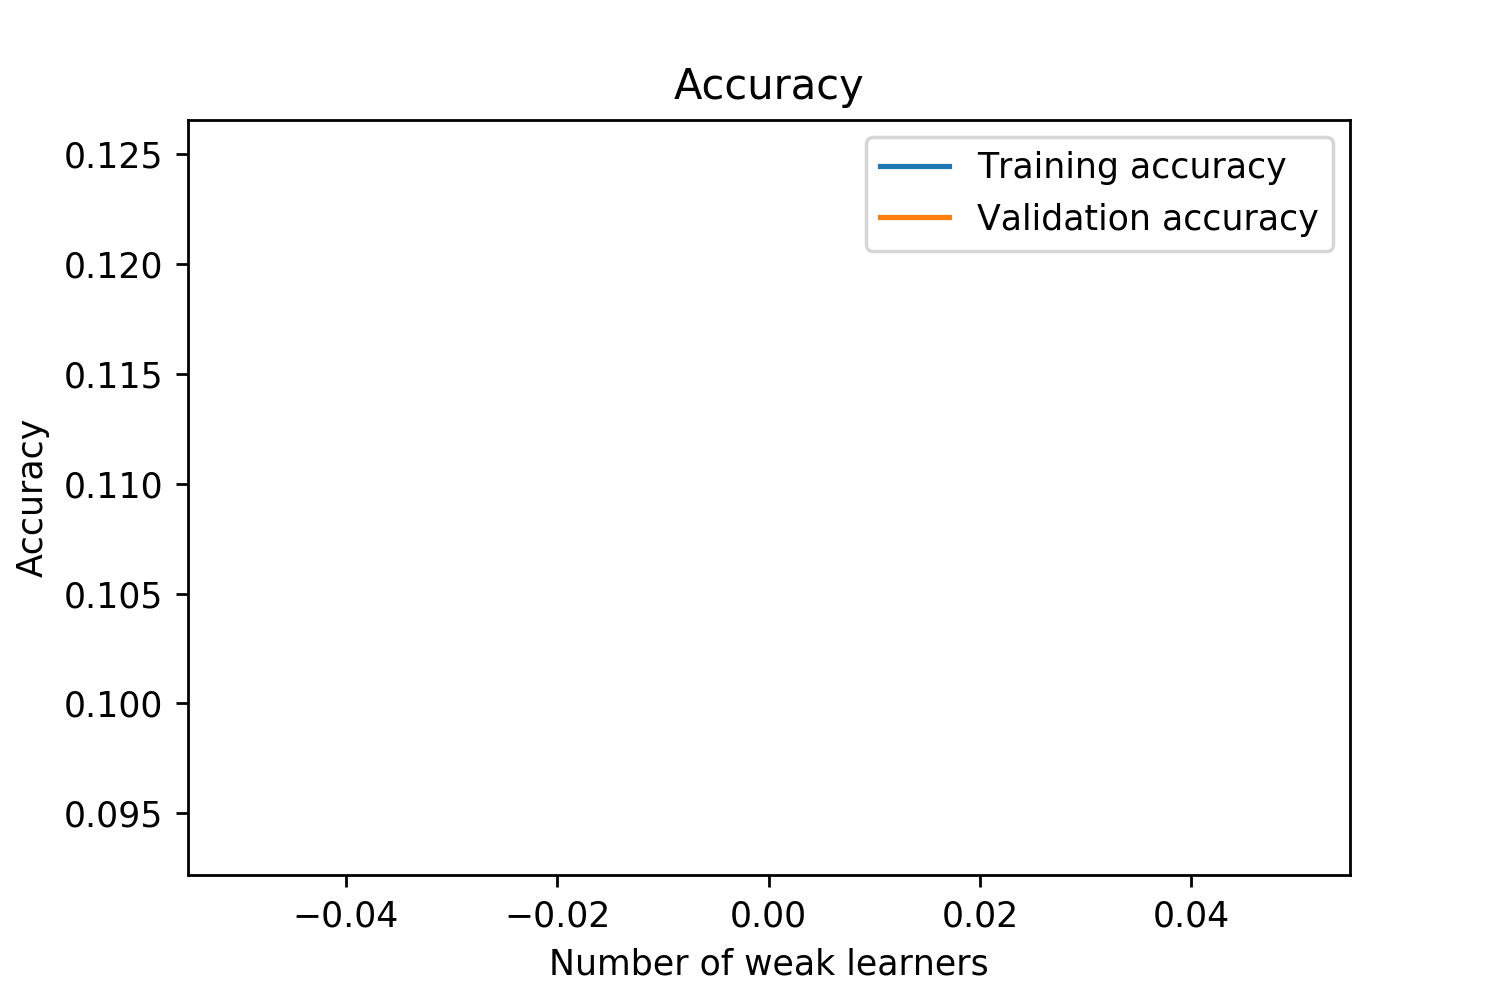 Accuracy
Training accuracy
Validation accuracy
0.125
0.120
0.115
0.110
0.105
0.100
0.095
Accuracy
−0.04
−0.02
0.00
0.02
0.04
Number of weak learners